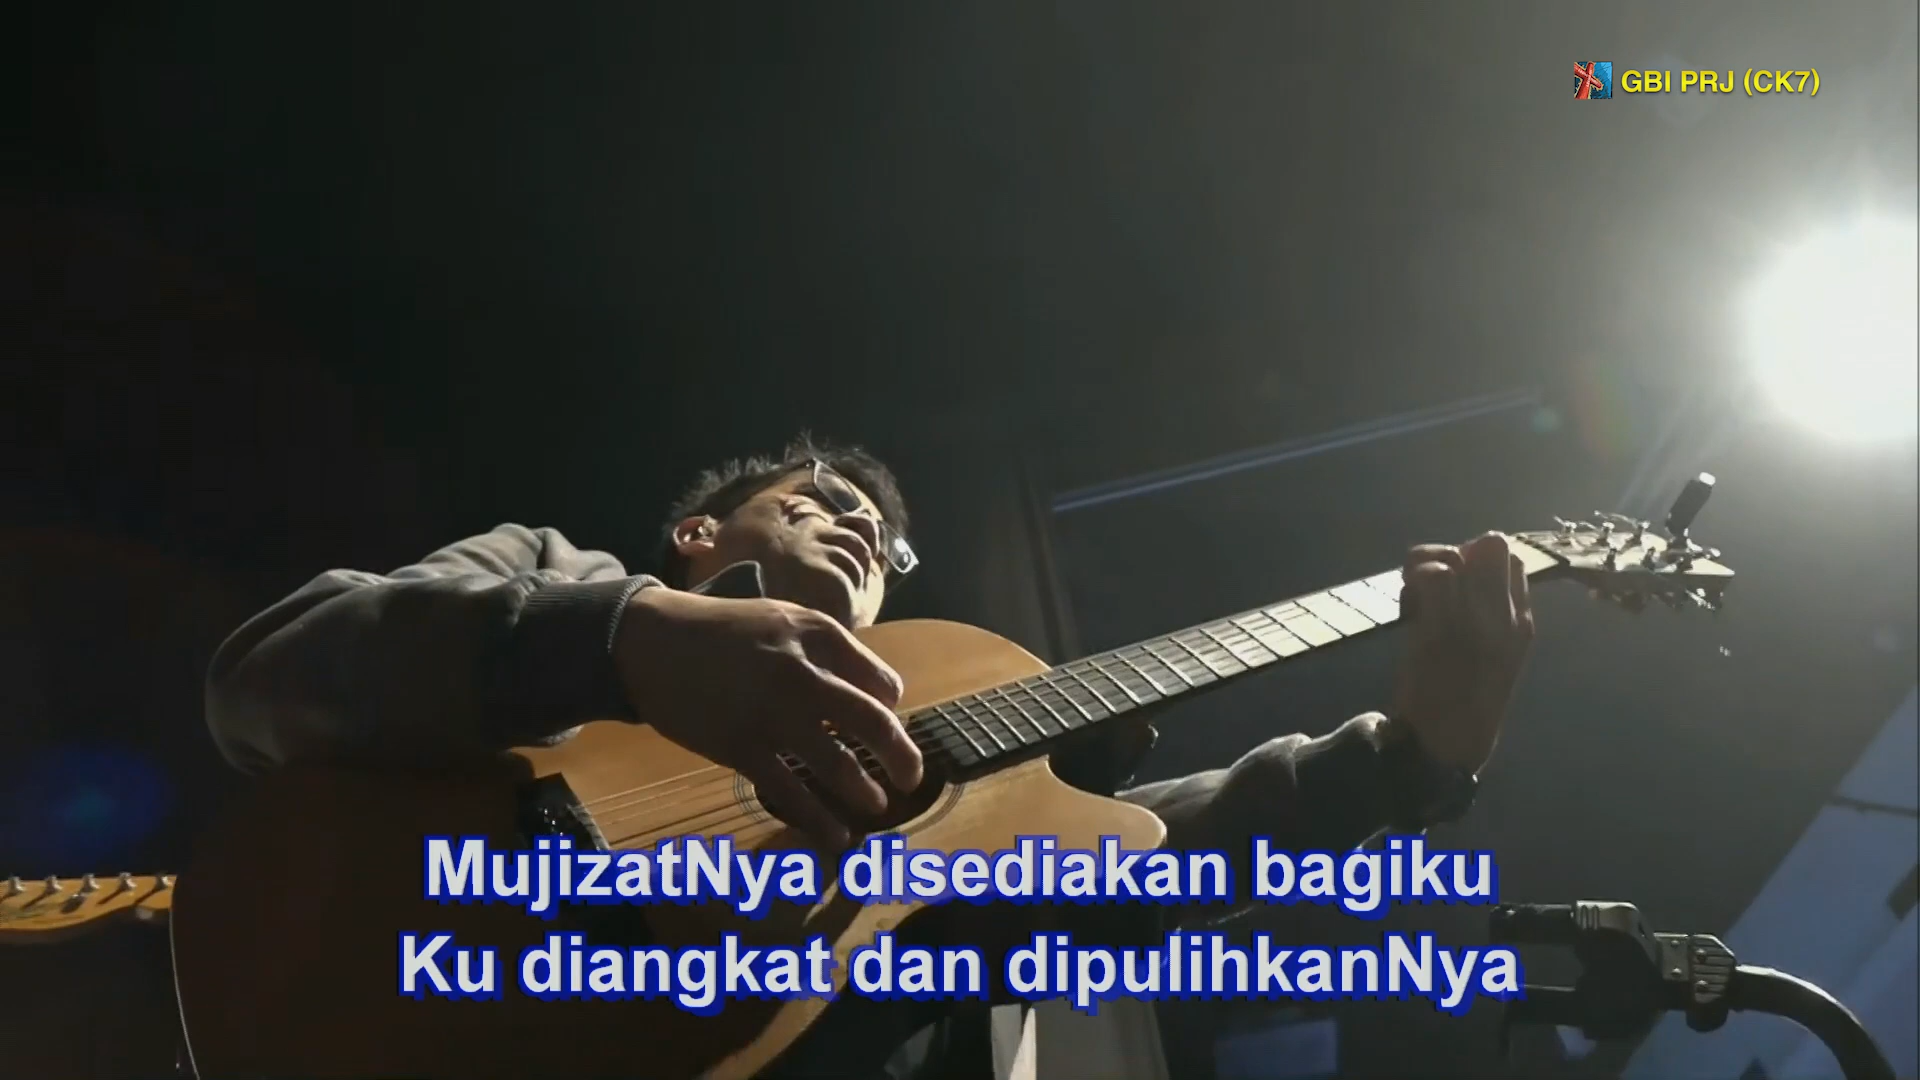 GBI PRJ (CK7)
MujizatNya disediakan bagiku
Ku diangkat dan dipulihkanNya